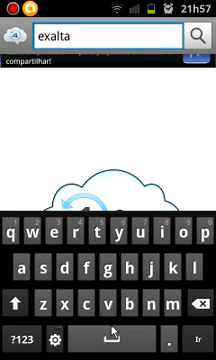 21h57
exalta
compartilhar!
q w e r t y u i o p
a s d f g h j k l
z x c v b n m
?123 . Ir